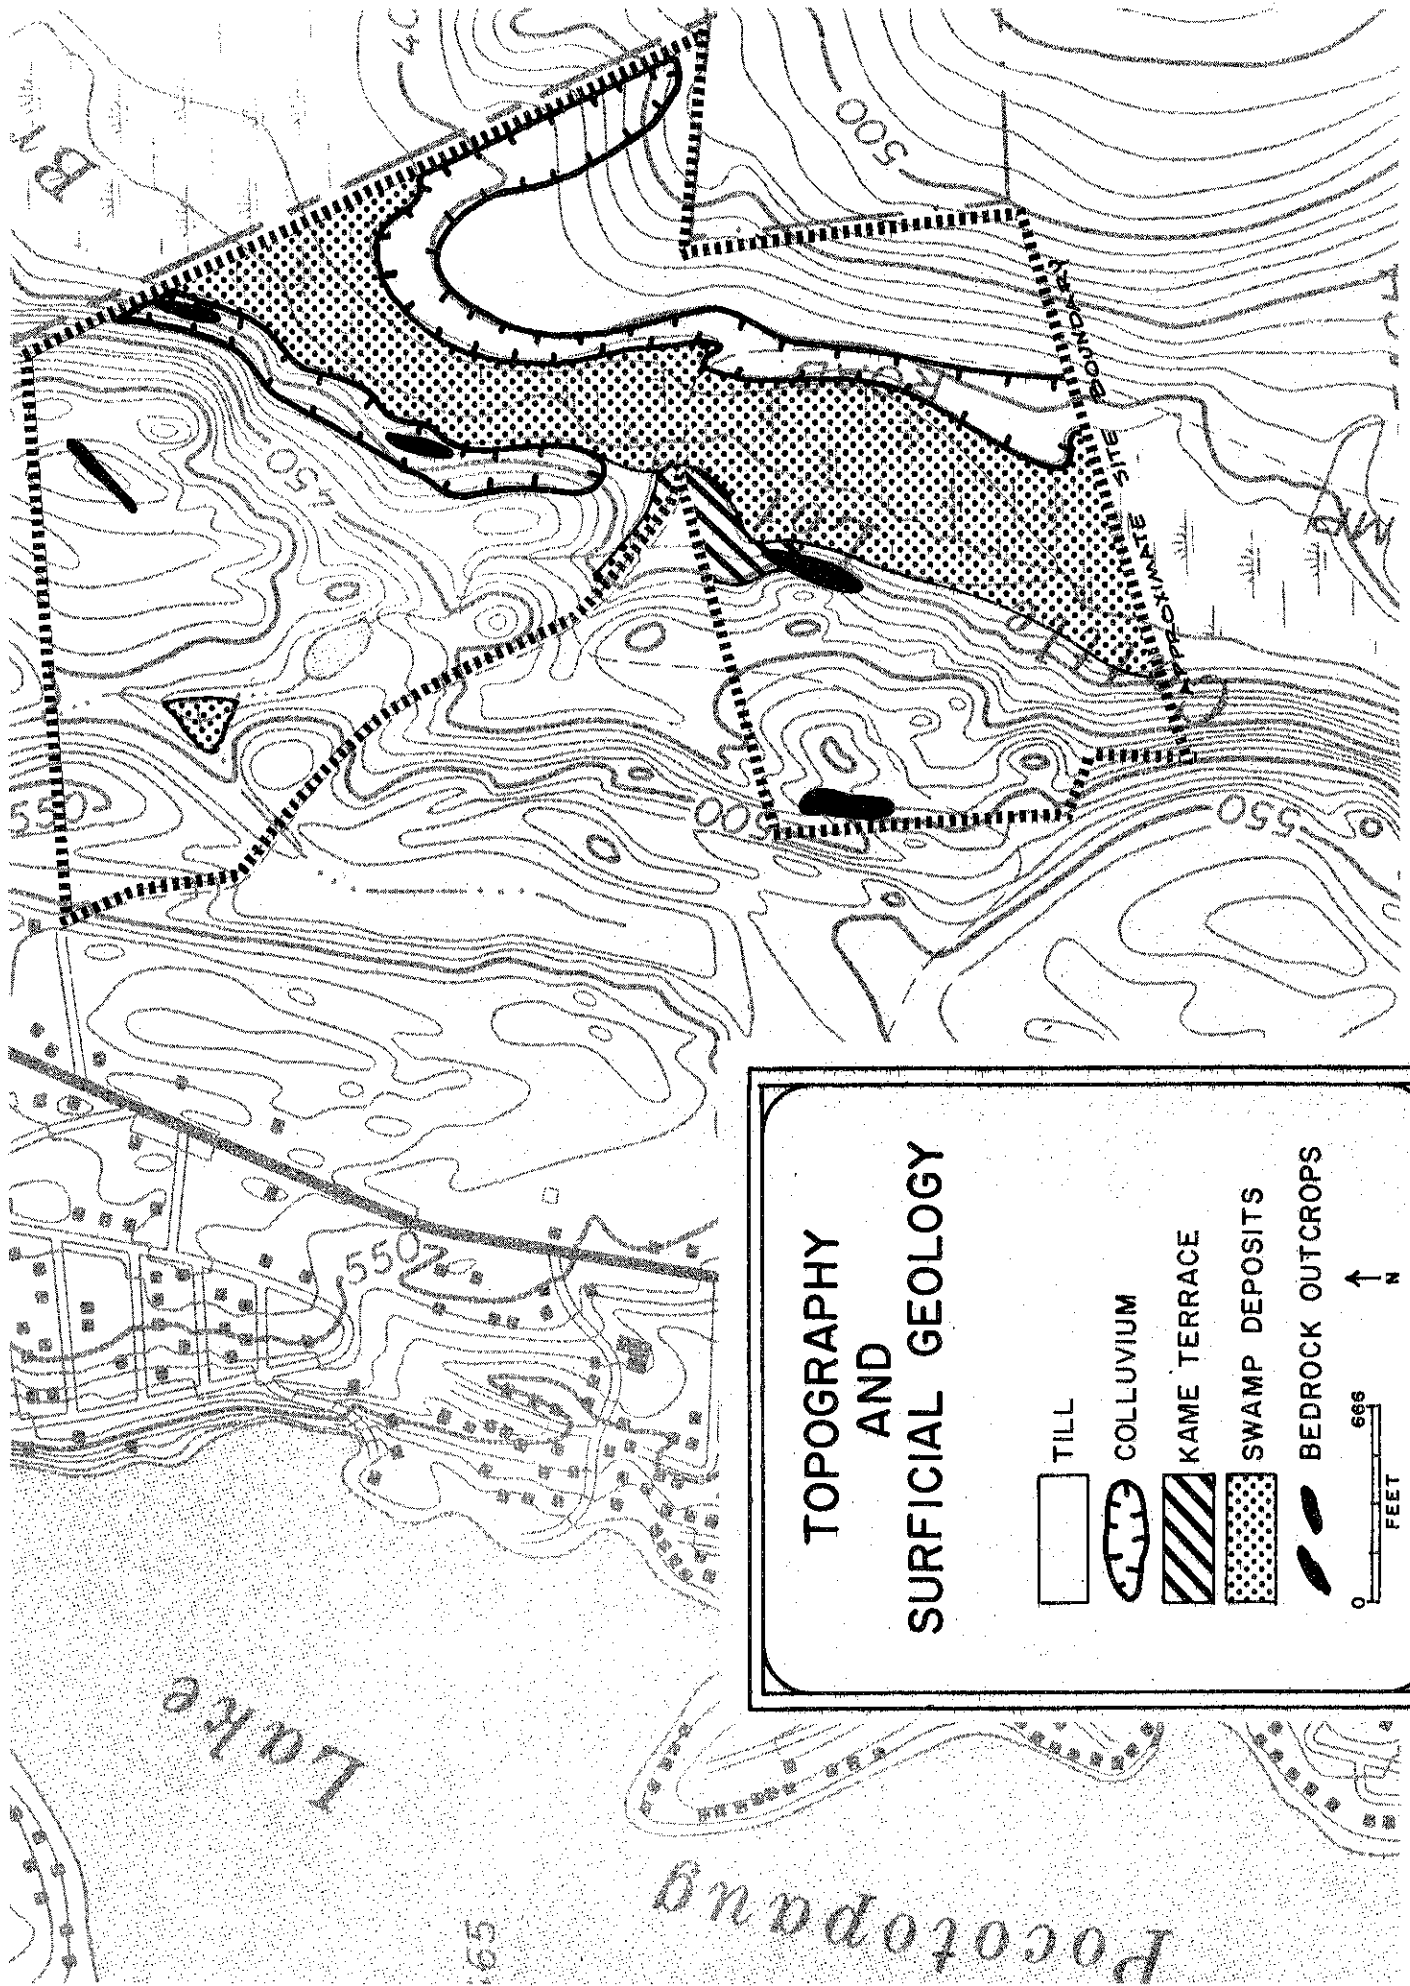 TOPOGRAPHY
AND
SURFICIAL GEOLOGY
TILL
COLLUVIUM
KAME TERRACE
SWAMP DEPOSITS
BEDROCK OUTCROPS
0 666
FEET
N
APPROXIMATE SITE BOUNDARY
Lake
Pocotopaug
500
450
550
500
550
550